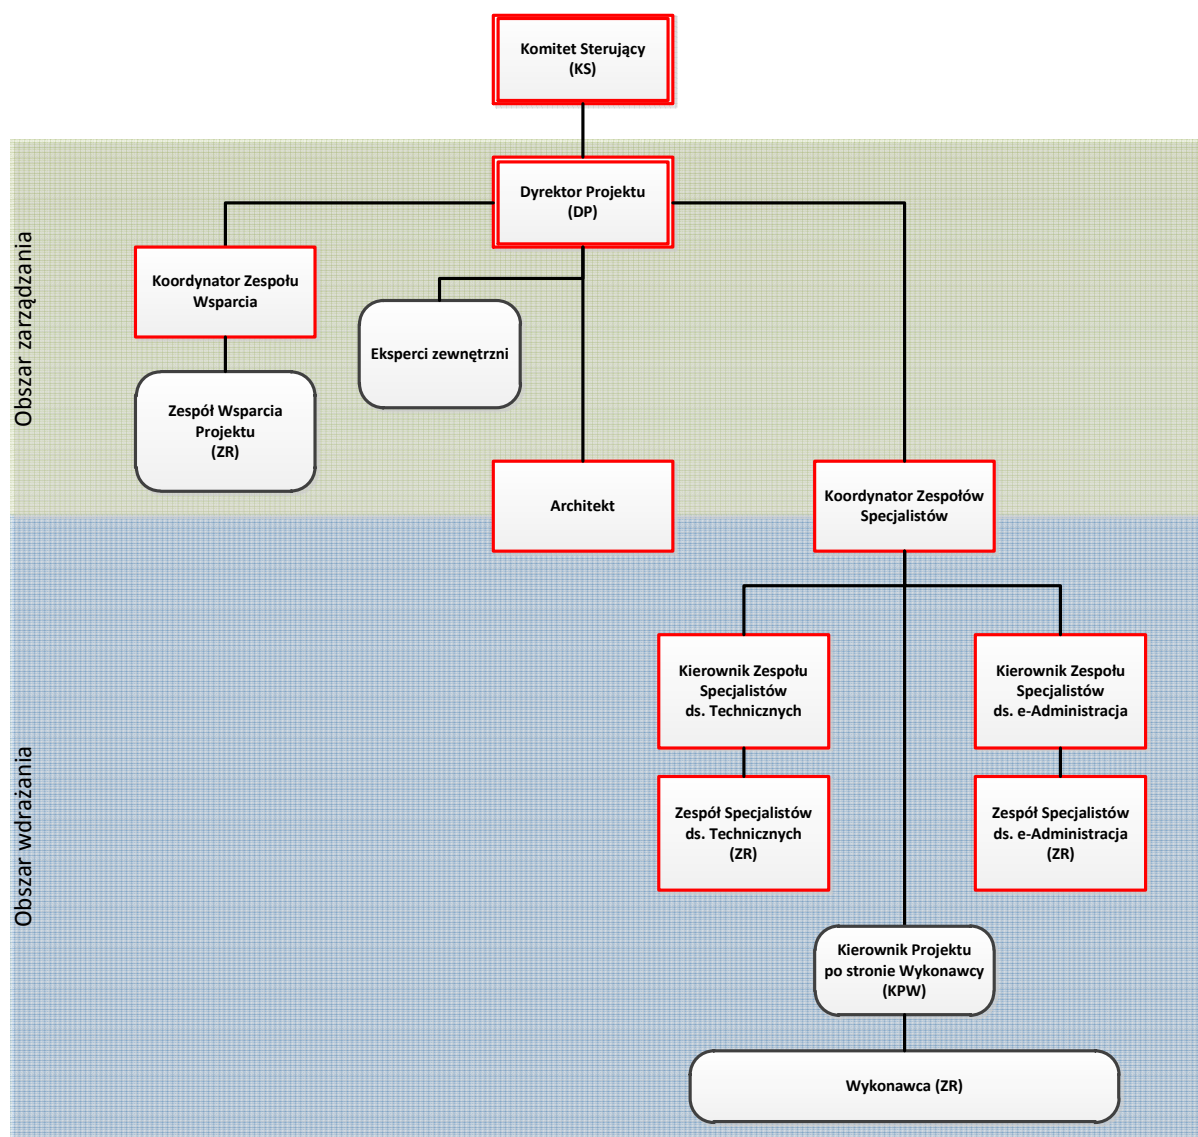 Komitet Sterujący
(KS)
Obszar zarządzania
Dyrektor Projektu
(DP)
Koordynator Zespołu
Wsparcia
Eksperci zewnętrzni
Zespół Wsparcia
Projektu
(ZR)
Architekt
Koordynator Zespołów
Specjalistów
Obszar wdrażania
Kierownik Zespołu
Specjalistów
ds. Technicznych
Kierownik Zespołu
Specjalistów
ds. e-Administracja
Zespół Specjalistów
ds. Technicznych
(ZR)
Zespół Specjalistów
ds. e-Administracja
(ZR)
Kierownik Projektu
po stronie Wykonawcy
(KPW)
Wykonawca (ZR)